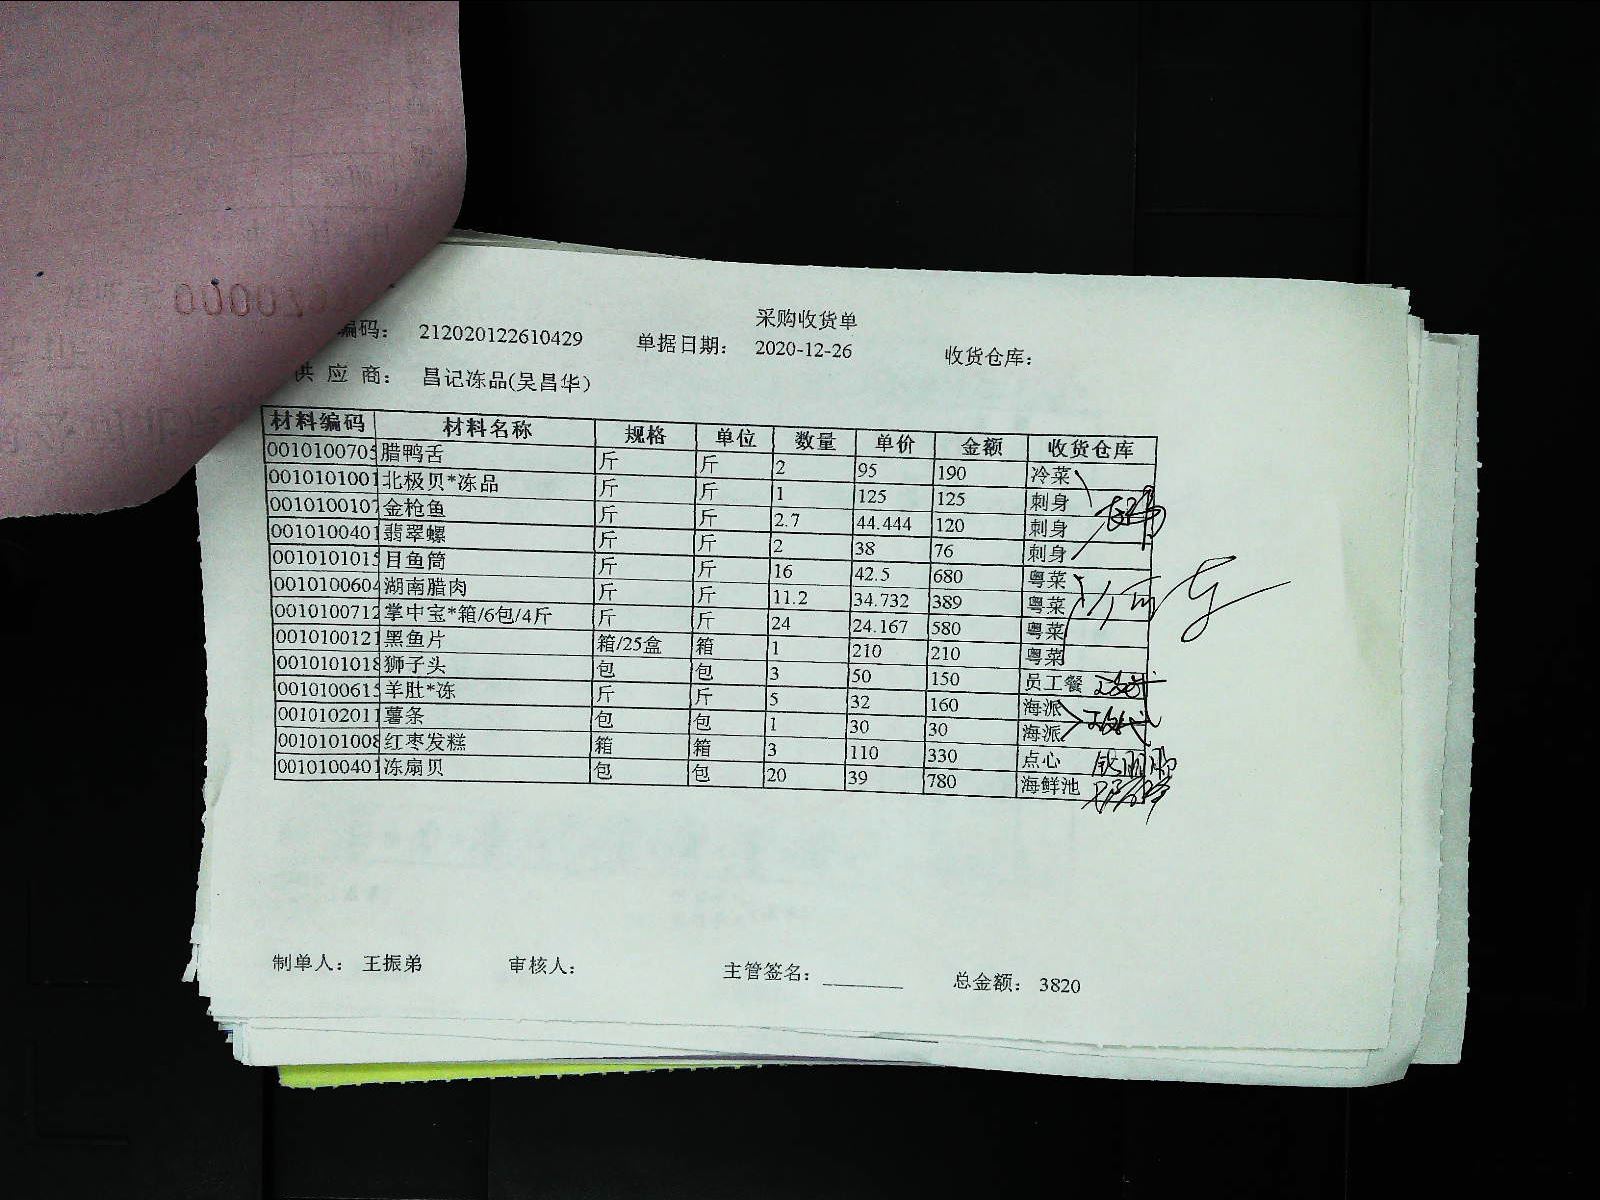 采购收货单
编码： 212020122610429 单据日期： 2020-12-26 收货仓库：
供 应 商： 昌记冻品(吴昌华)
材料编码 材料名称 规格 单位 数量 单价 金额 收货仓库
0010100705 腊鸭舌 斤 斤 2 95 190 冷菜
0010101001 北极贝*冻品 斤 斤 1 125 125 刺身
0010100107 金枪鱼 斤 斤 2.7 44.444 120 刺身
0010100401 翡翠螺 斤 斤 2 38 76 刺身
0010101015 目鱼筒 斤 斤 16 42.5 680 粤菜
0010100604 湖南腊肉 斤 斤 11.2 34.732 389 粤菜
0010100712 掌中宝*箱/6包/4斤 斤 斤 24 24.167 580 粤菜
0010100121 黑鱼片 箱/25盒 箱 1 210 210 粤菜
0010101018 狮子头 包 包 3 50 150 员工餐
0010100615 羊肚*冻 斤 斤 5 32 160 海派
0010102011 薯条 包 包 1 30 30 海派
0010101008 红枣发糕 箱 箱 3 110 330 点心
0010100401 冻扇贝 包 包 20 39 780 海鲜池
制单人： 王振弟 审核人： 主管签名： 总金额： 3820